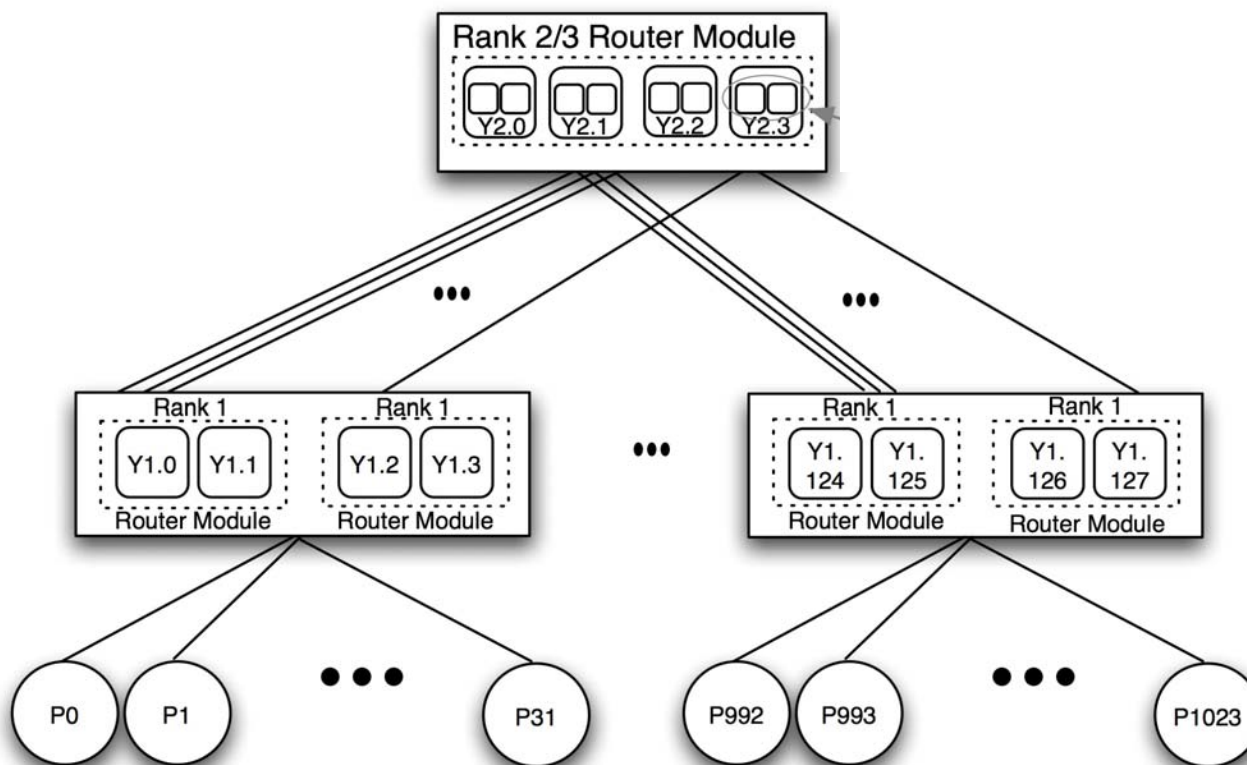 Rank 2/3 Router Module
Y2.0 Y2.1 Y2.2 Y2.3
Rank 1 Rank 1 Rank 1 Rank 1
Y1.0 Y1.1 Y1.2 Y1.3 Y1. Y1. Y1. Y1.
124 125 126 127
Router Module Router Module Router Module Router Module
P0 P1 P31 P992 P993 P1023